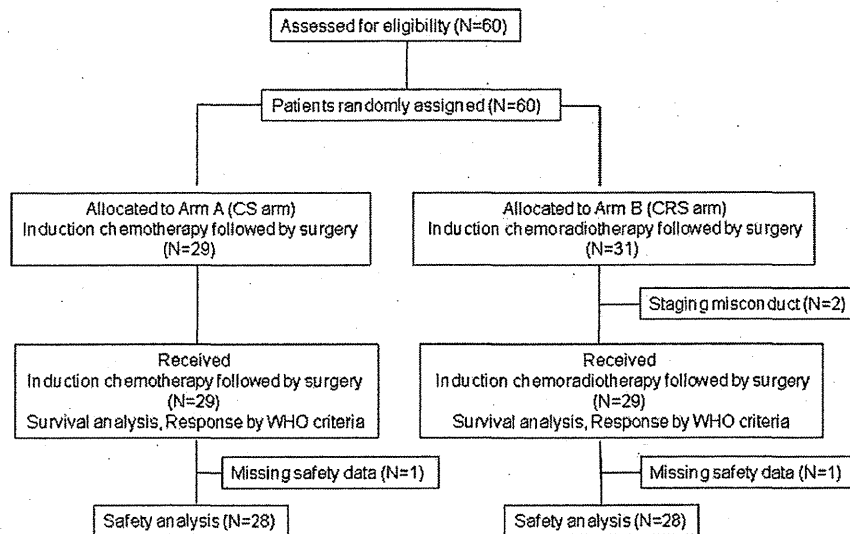 Assessed for eligibility (N=60)
Patients randomly assigned (N=60)
Allocated to Arm A (CS arm)
Induction chemotherapy followed by surgery
(N=29)
Allocated to Arm B (CRS arm)
Induction chemoradiotherapy followed by surgery
(N=31)
Staging misconduct (N=2)
Received
Induction chemotherapy followed by surgery
(N=29)
Survival analysis, Response by WHO criteria
Received
Induction chemoradiotherapy followed by surgery
(N=29)
Survival analysis, Response by WHO criteria
Missing safety data (N=1)
Missing safety data (N=1)
Safety analysis (N=28)
Safety analysis (N=28)